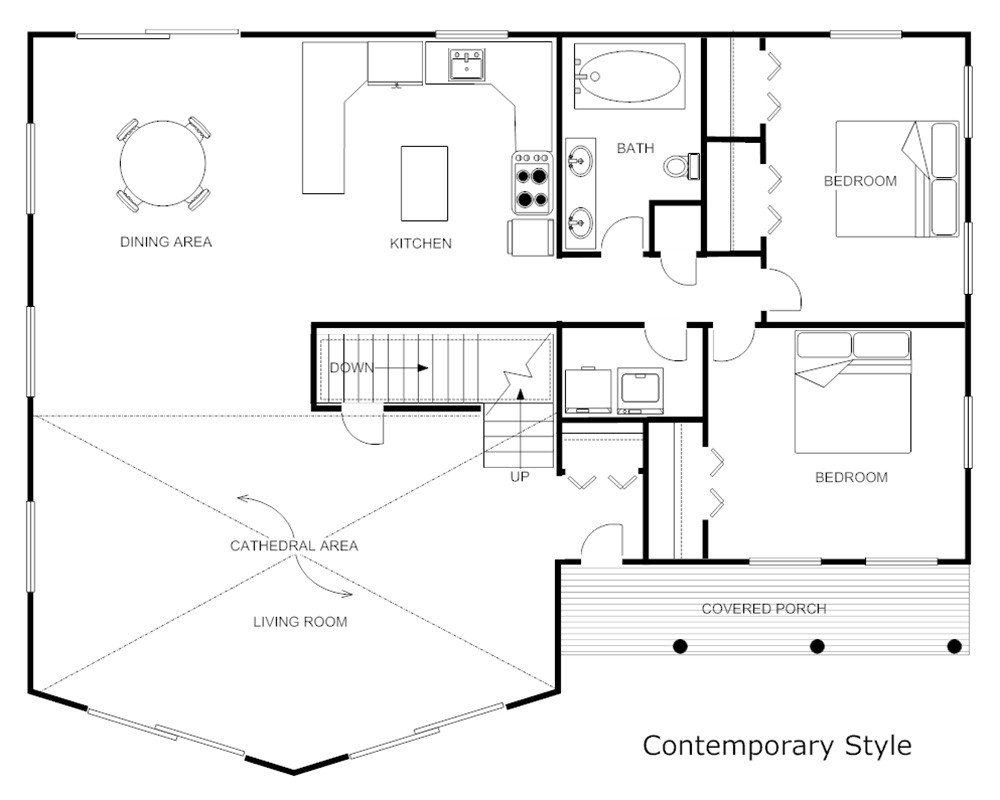 BATH
BEDROOM
DINING AREA
KITCHEN
DOWN
UP
BEDROOM
CATHEDRAL AREA
LIVING ROOM
COVERED PORCH
Contemporary Style